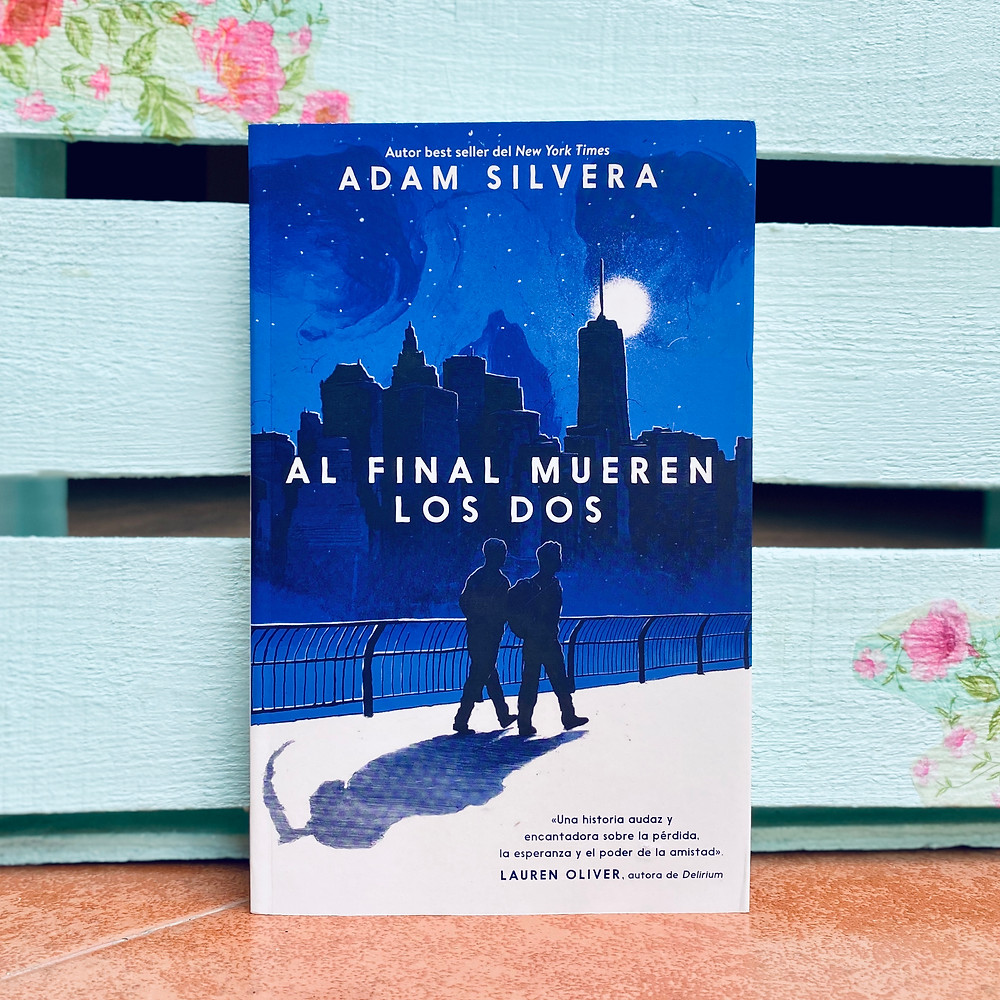 Autor best seller del New York Times
ADAM SILVERA
AL FINAL MUEREN
LOS DOS
«Una historia audaz y
encantadora sobre la pérdida,
la esperanza y el poder de la amistad».
LAUREN OLIVER, autora de Delirium